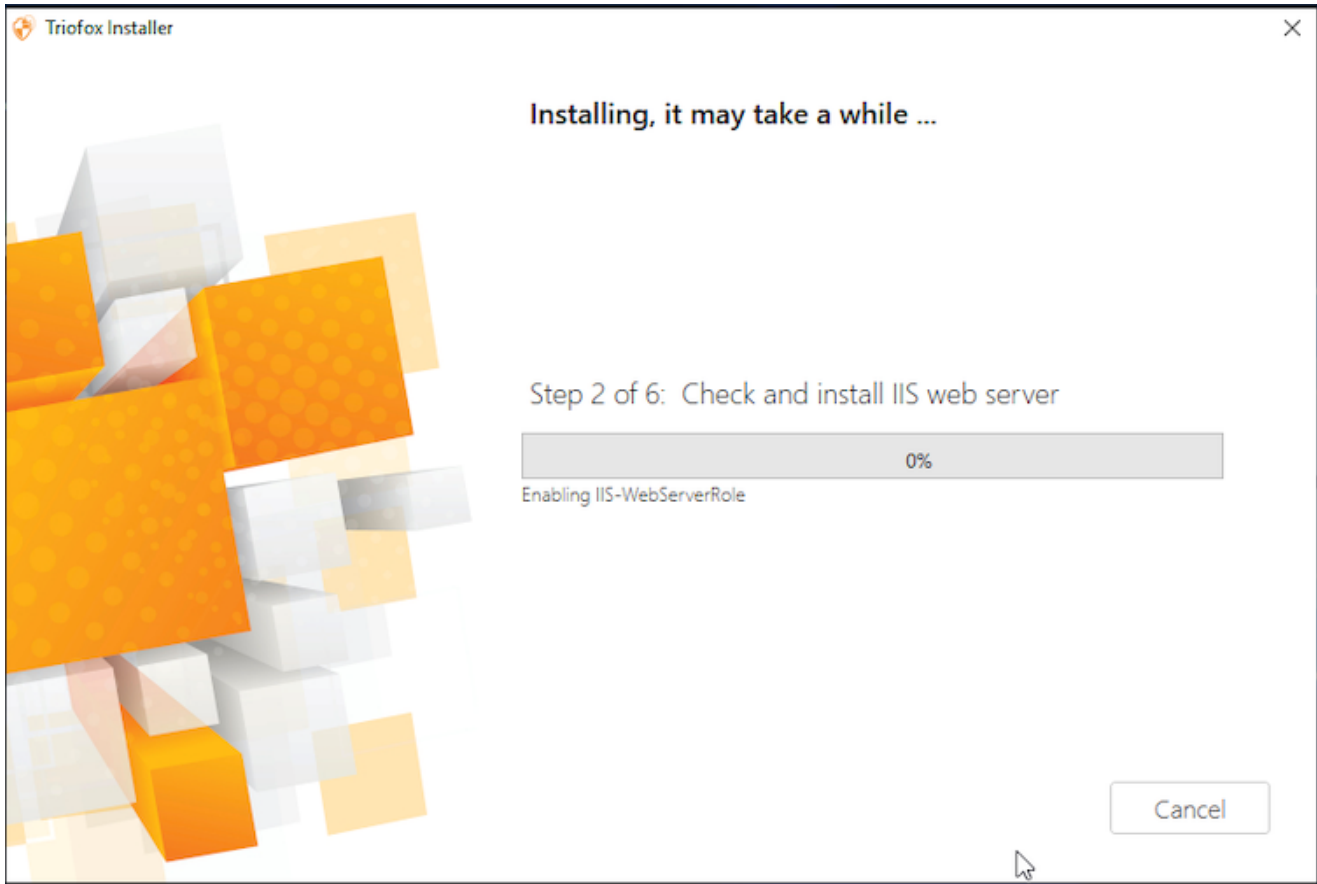 Triofox Installer
Installing, it may take a while ...
Step 2 of 6: Check and install IIS web server
0%
Enabling IIS-WebServerRole
Cancel